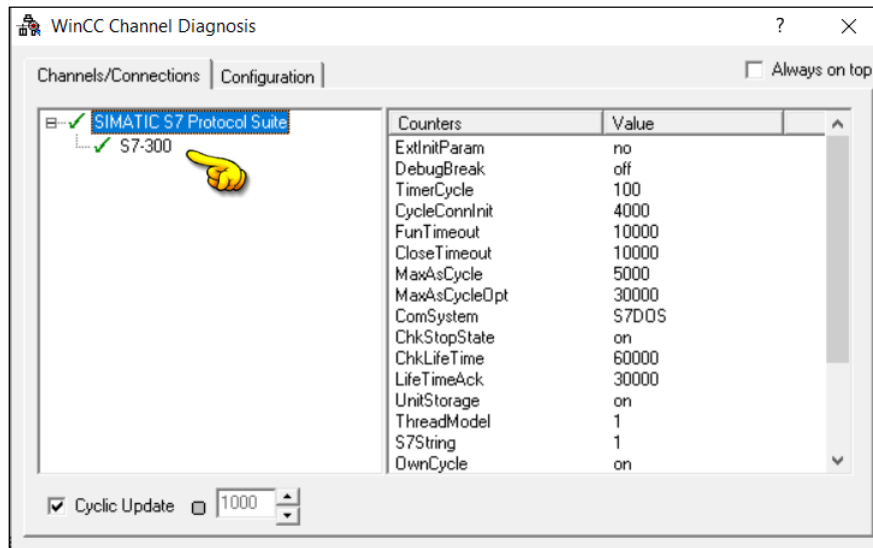 WinCC Channel Diagnosis ?
Channels/Connections Configuration Always on top
SIMATIC S7 Protocol Suite
S7-300
Counters Value
ExtInitParam no
DebugBreak off
TimerCycle 100
CycleConnInit 4000
FunTimeout 10000
CloseTimeout 10000
MaxAsCycle 5000
MaxAsCycleOpt 30000
ComSystem S7DOS
ChkStopState on
ChkLifeTime 60000
LifeTimeAck 30000
UnitStorage on
ThreadModel 1
S7String 1
OwnCycle on
Cyclic Update 1000